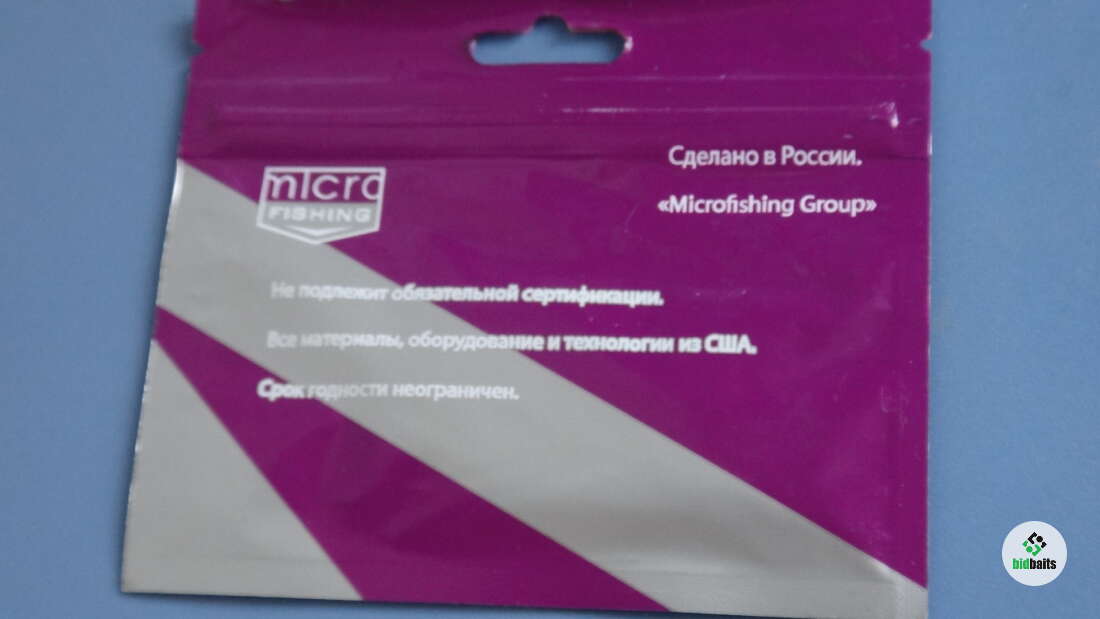 Сделано в России.
micro
FISHING
«Microfishing Group»
Не подлежит обязательной сертификации.
Все материалы, оборудование и технологии из США.
Срок годности неограничен.
bidbaits